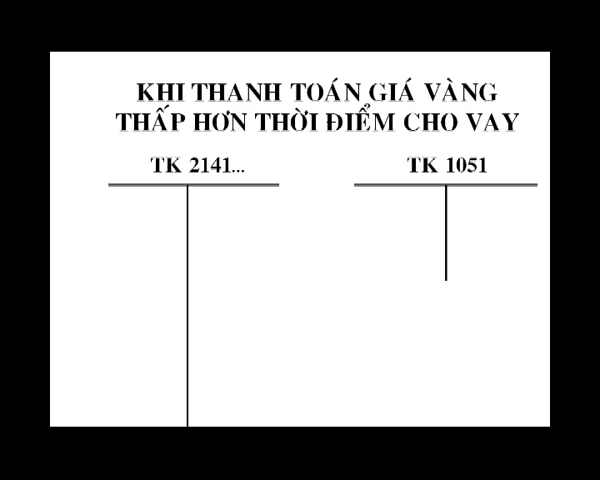 KHI THANH TOÁN GIÁ VÀNG
THẤP HƠN THỜI ĐIỂM CHO VAY
TK 2141...
TK 1051